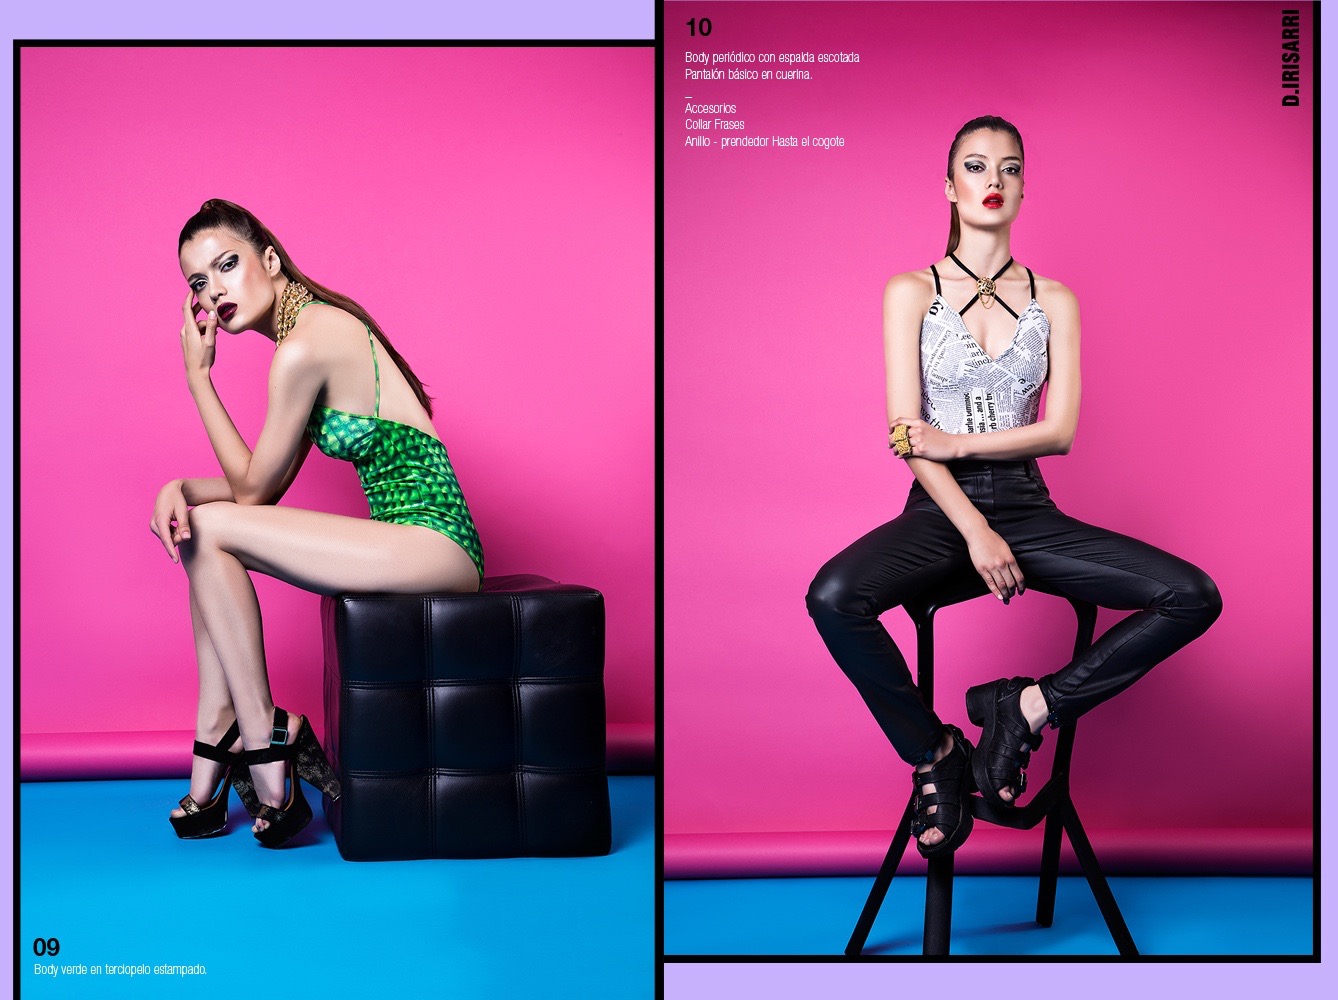 10
Body periódico con espalda escotada
Pantalón básico en cuerina.
_
Accesorios
Collar Frases
Anillo - prendedor Hasta el cogote
D.IRISARRI
09
Body verde en terciopelo estampado.